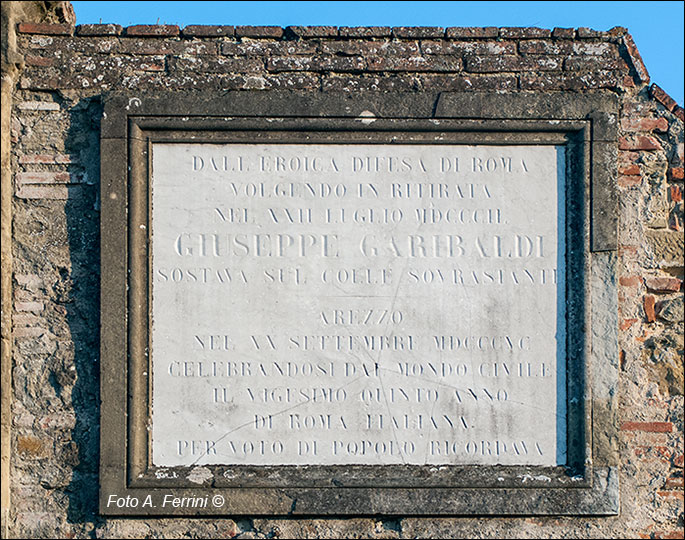 DALL'EROICA DIFESA DI ROMA
VOLGENDO IN RITIRATA
NEL XXII LUGLIO MDCCCIL
GIUSEPPE GARIBALDI
SOSTAVA SUL COLLE SOVRASTANTE
AREZZO
NEL XX SETTEMBRE MDCCCVC
CELEBRANDOSI DAL MONDO CIVILE
IL VIGESIMO QUINTO ANNO
DI ROMA ITALIANA
PER VOTO DI POPOLO RICORDAVA
Foto A. Ferrini ©